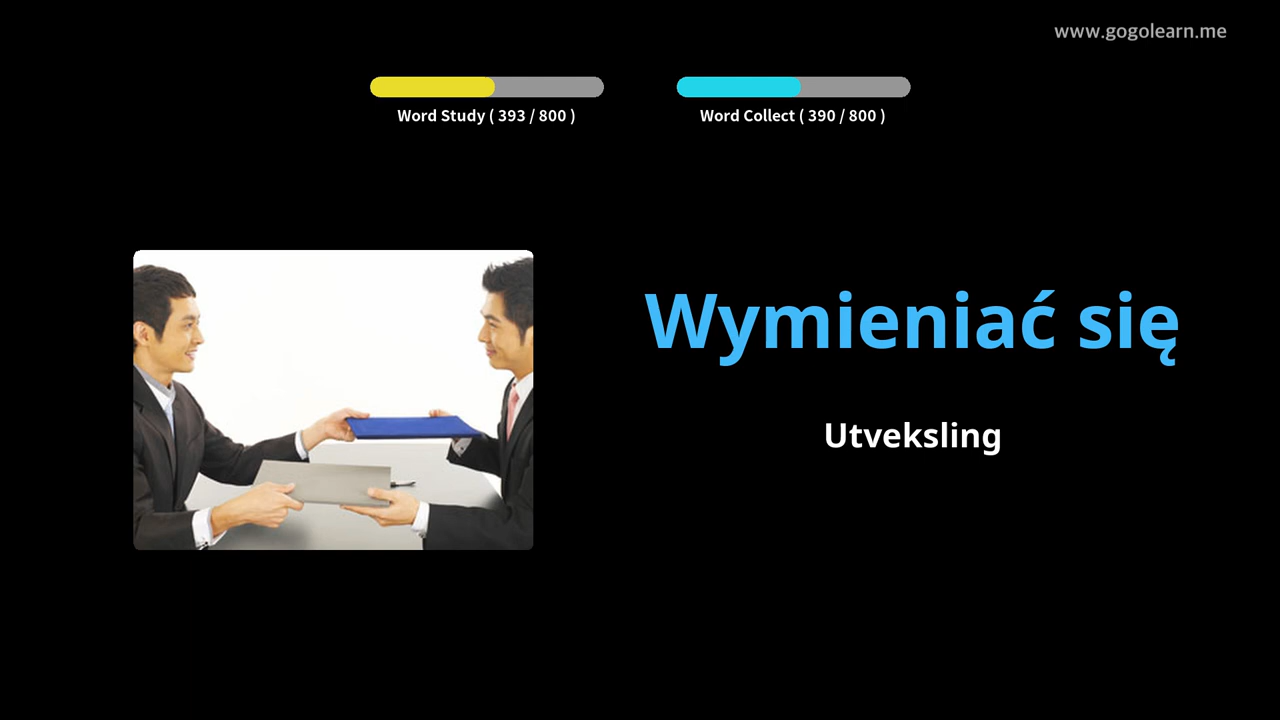 www.gogolearn.me
Word Study ( 393 / 800 )
Word Collect ( 390 / 800 )
Wymieniać się
Utveksling